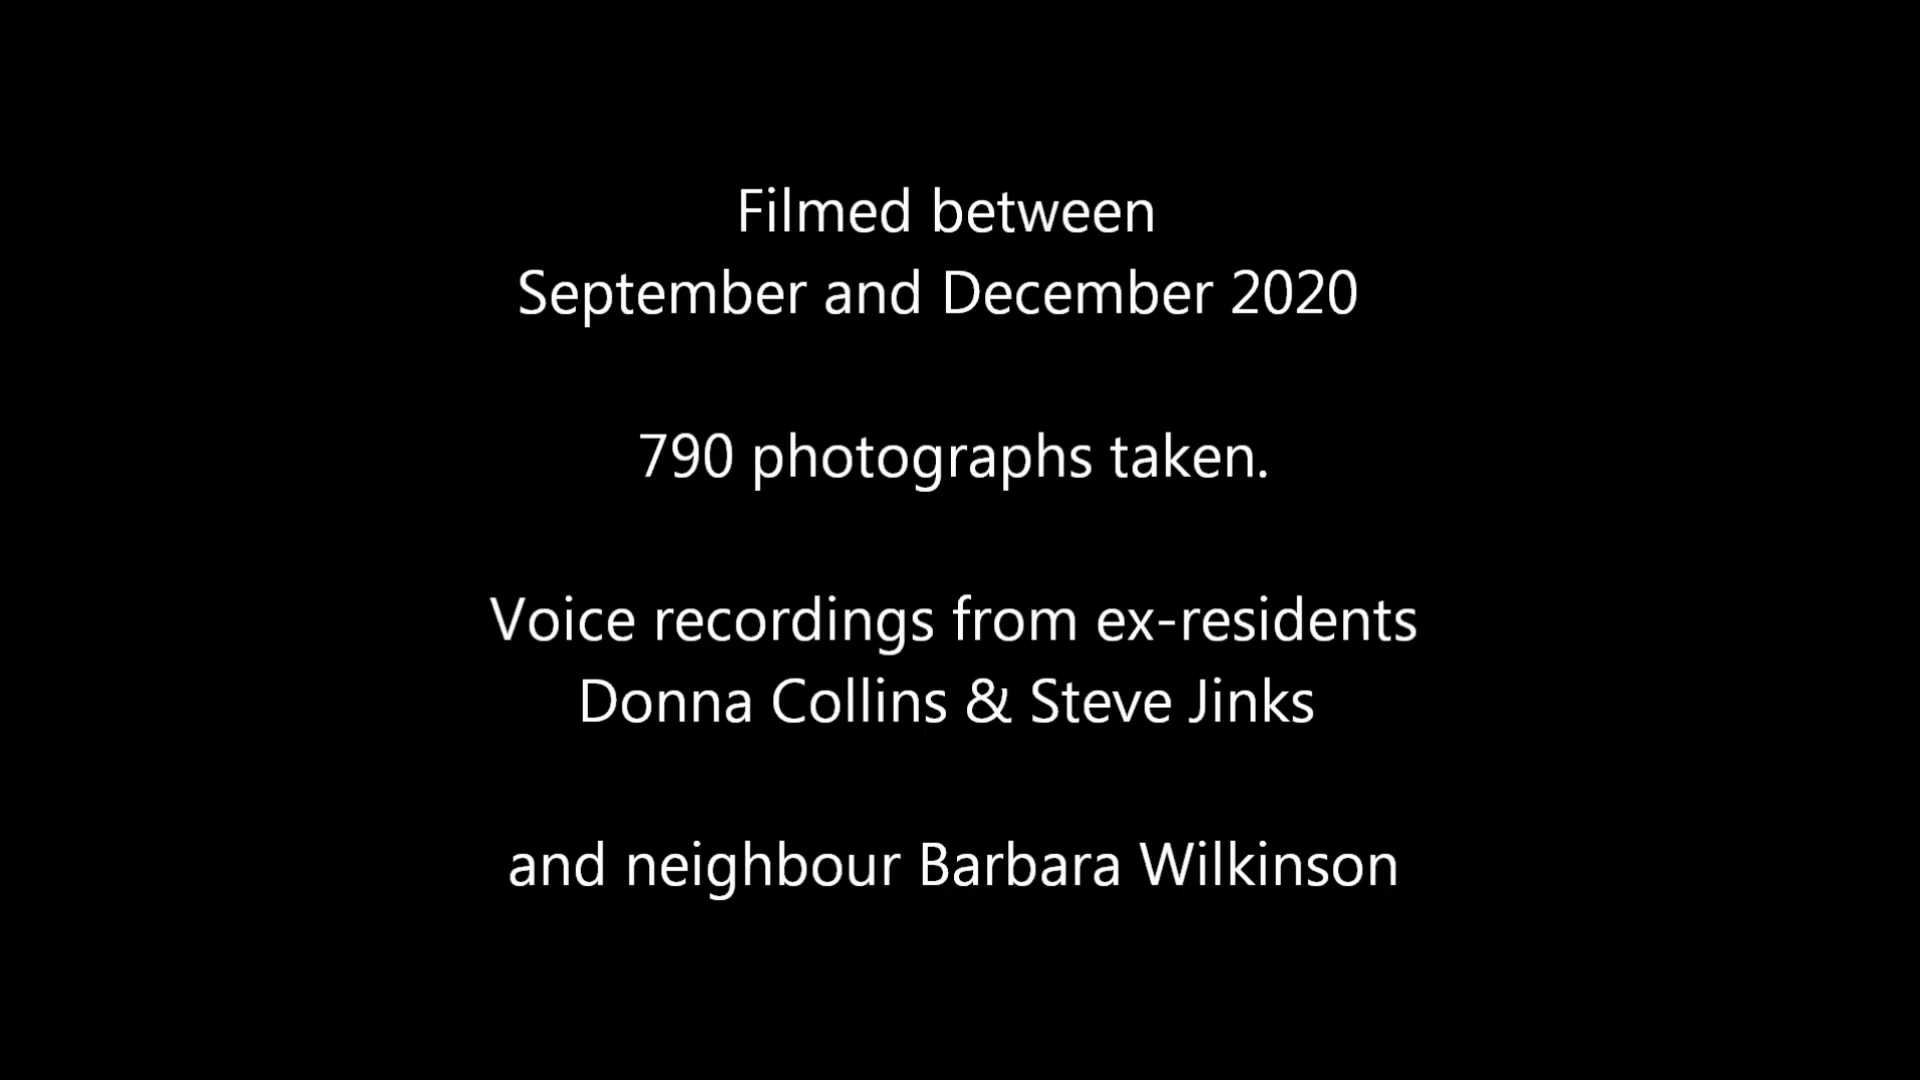 Filmed between
September and December 2020
790 photographs taken.
Voice recordings from ex-residents
Donna Collins & Steve Jinks
and neighbour Barbara Wilkinson